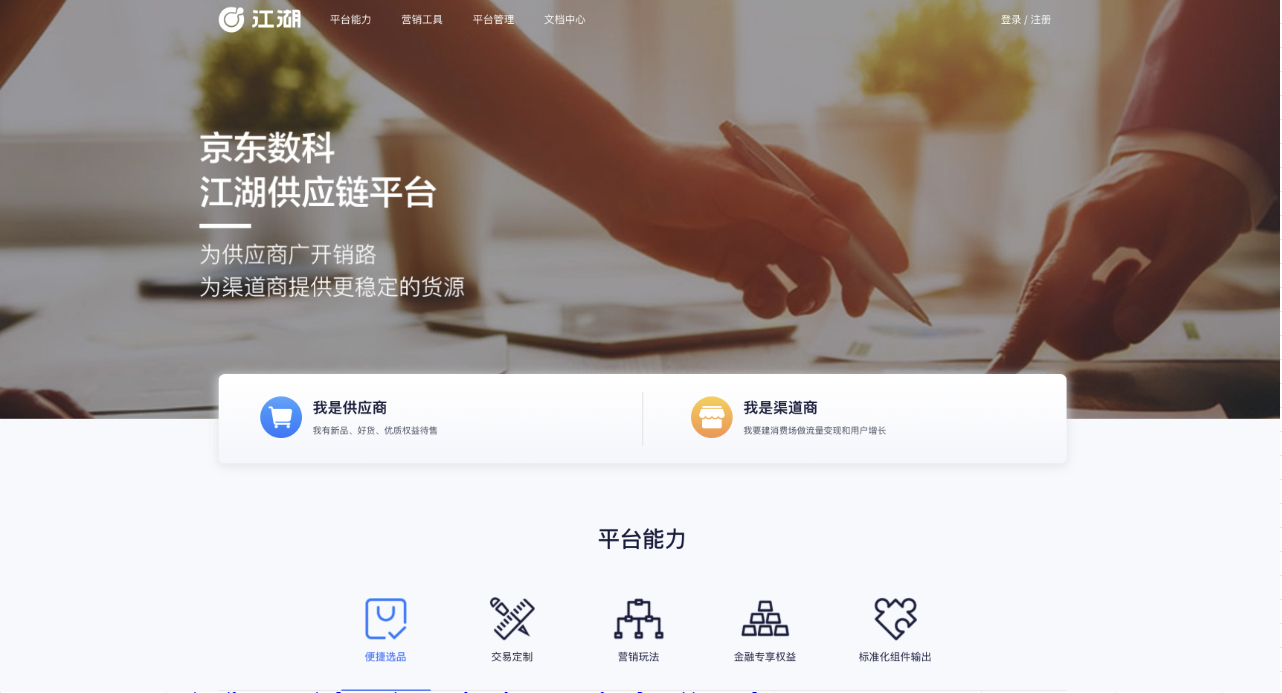 江湖 平台能力 营销工具 平台管理 文档中心 登录 / 注册
京东数科
江湖供应链平台
为供应商广开销路
为渠道商提供更稳定的货源
我是供应商
我有新品、好货、优质权益待售
我是渠道商
我要建消费场做流量变现和用户增长
平台能力
便捷选品 交易定制 营销玩法 金融专享权益 标准化组件输出